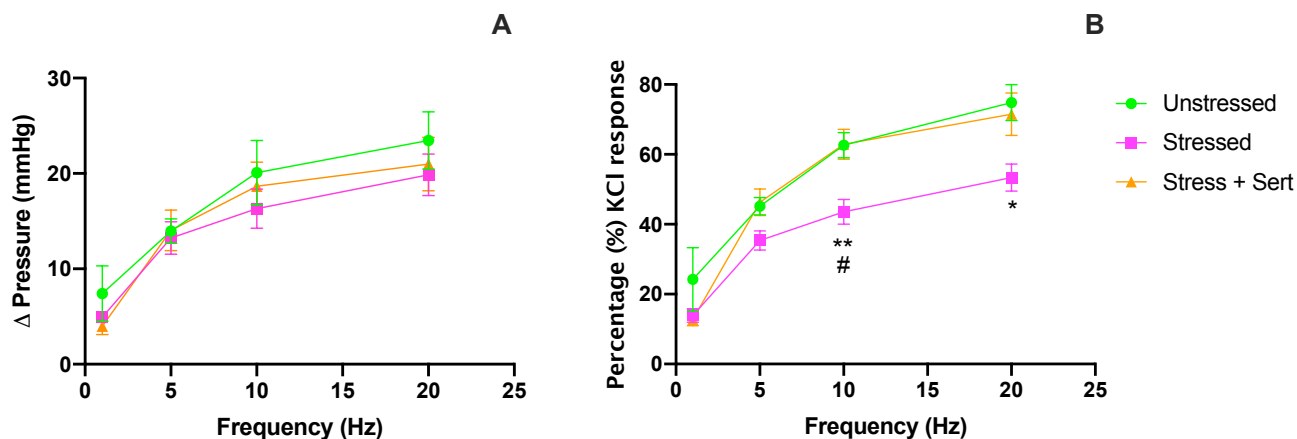 A
Δ Pressure (mmHg)
30
20
10
0
0 5 10 15 20 25
Frequency (Hz)
B
Percentage (%) KCl response
80
60
40
20
0
**
#
*
0 5 10 15 20 25
Frequency (Hz)
Unstressed
Stressed
Stress + Sert